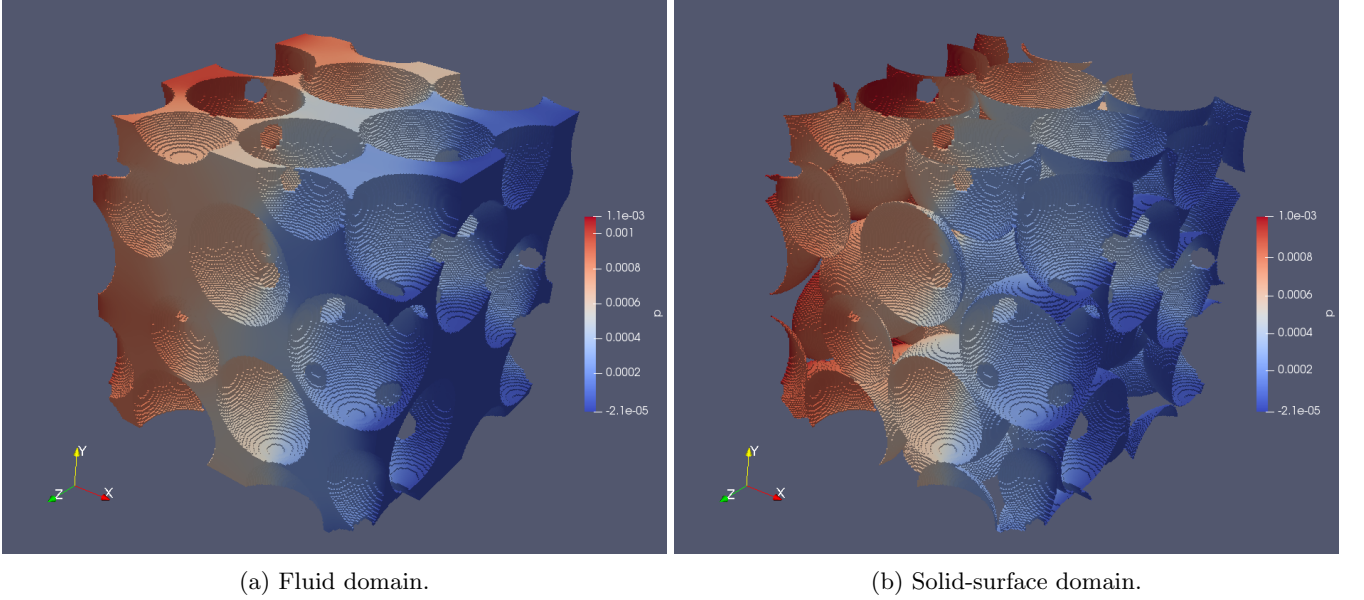 1.1e-03
0.001
0.0008
0.0006
0.0004
0.0002
-2.1e-05
p
Y
Z
X
1.0e-03
0.0008
0.0006
0.0004
0.0002
-2.1e-05
p
Y
Z
X
(a) Fluid domain.
(b) Solid-surface domain.